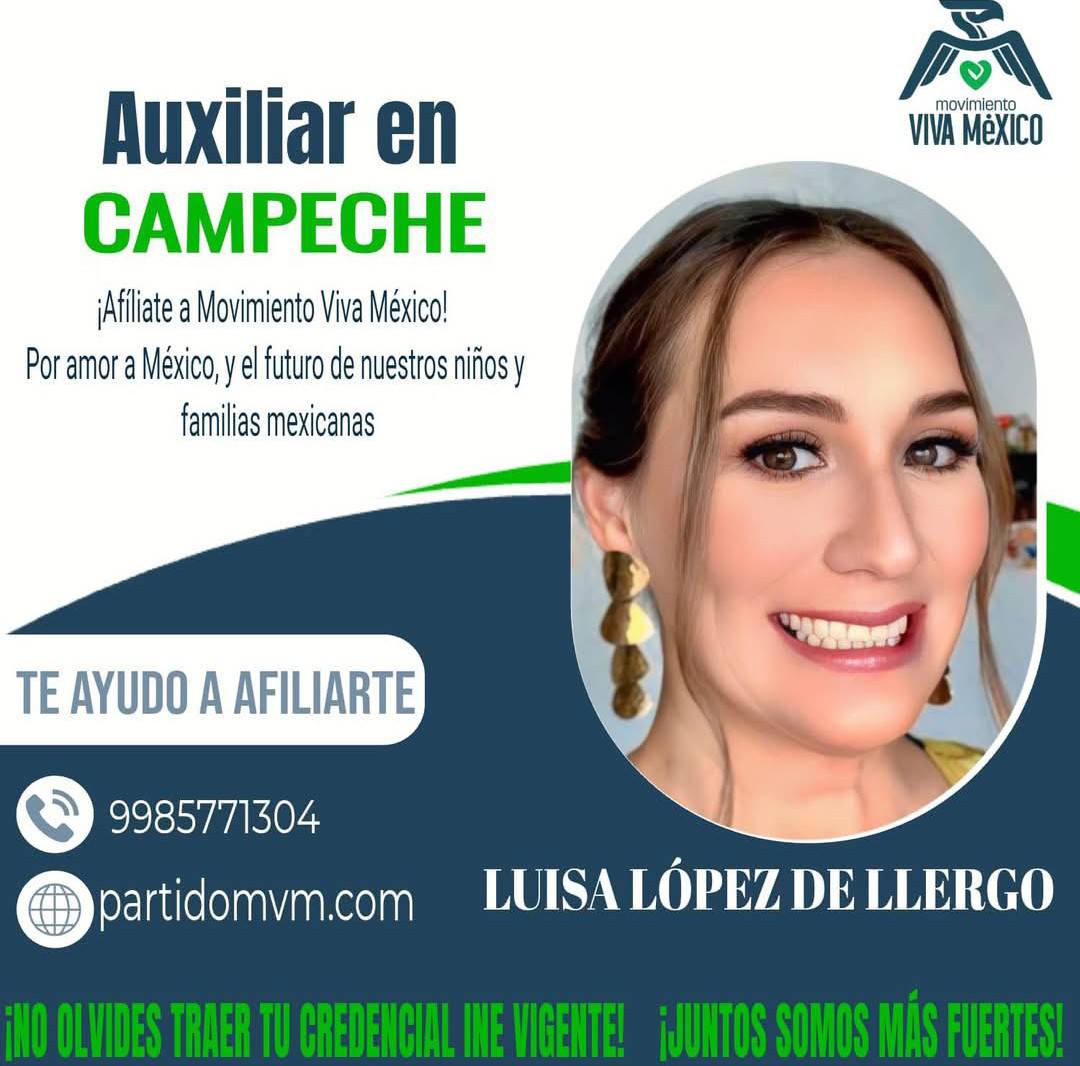 movimiento
VIVA MéXICO
Auxiliar en
CAMPECHE
¡Afíliate a Movimiento Viva México!
Por amor a México, y el futuro de nuestros niños y
familias mexicanas
TE AYUDO A AFILIARTE
9985771304
partidomvm.com
LUISA LÓPEZ DE LLERGO
¡NO OLVIDES TRAER TU CREDENCIAL INE VIGENTE! ¡JUNTOS SOMOS MÁS FUERTES!